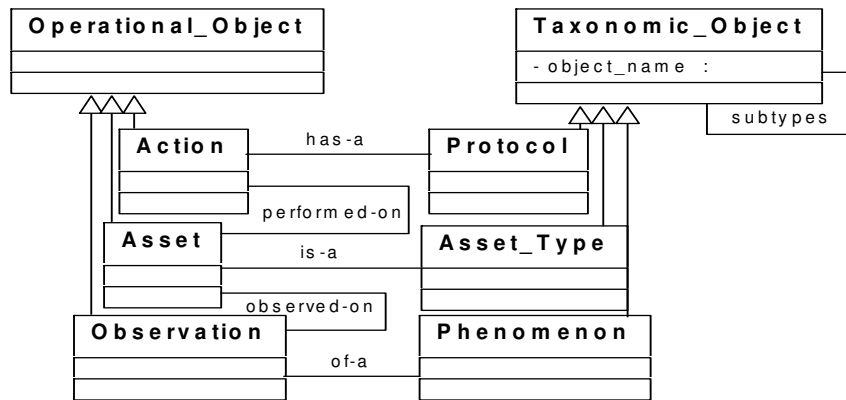 Operational_Object
Taxonomic_Object
- object_name :
subtypes
Action
has-a
Protocol
performed-on
Asset
is-a
Asset_Type
observed-on
Observation
of-a
Phenomenon